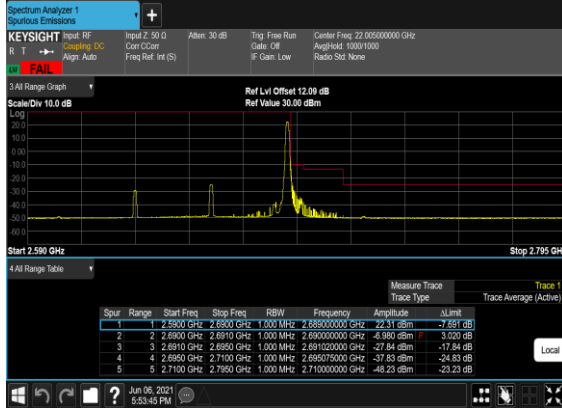 Spectrum Analyzer 1
Spurious Emissions
+
KEYSIGHT
R T
FAIL
Input: RF
Coupling: DC
Align: Auto
Input Z: 50 Ω
Corr CCorr
Freq Ref: Int (S)
Atten: 30 dB
Trig: Free Run
Gate: Off
IF Gain: Low
Center Freq: 22.005000000 GHz
Avg|Hold: 1000/1000
Radio Std: None
3 All Range Graph
Scale/Div 10.0 dB
Ref Lvl Offset 12.09 dB
Ref Value 30.00 dBm
Log
20.0
10.0
0.00
-10.0
-20.0
-30.0
-40.0
-50.0
-60.0
Start 2.590 GHz
Stop 2.795 GH
4 All Range Table
Measure Trace Trace 1
Trace Type Trace Average (Active)
Spur Range Start Freq Stop Freq RBW Frequency Amplitude ΔLimit
1 1 2.5900 GHz 2.6900 GHz 1.000 MHz 2.689000000 GHz 22.31 dBm -7.691 dB
2 2 2.6900 GHz 2.6910 GHz 1.000 MHz 2.690000000 GHz -6.980 dBm F 3.020 dB
3 3 2.6910 GHz 2.6950 GHz 1.000 MHz 2.691020000 GHz -27.84 dBm -17.84 dB
4 4 2.6950 GHz 2.7100 GHz 1.000 MHz 2.695075000 GHz -37.83 dBm -24.83 dB
5 5 2.7100 GHz 2.7950 GHz 1.000 MHz 2.710000000 GHz -48.23 dBm -23.23 dB
Local
?
Jun 06, 2021
5:53:45 PM